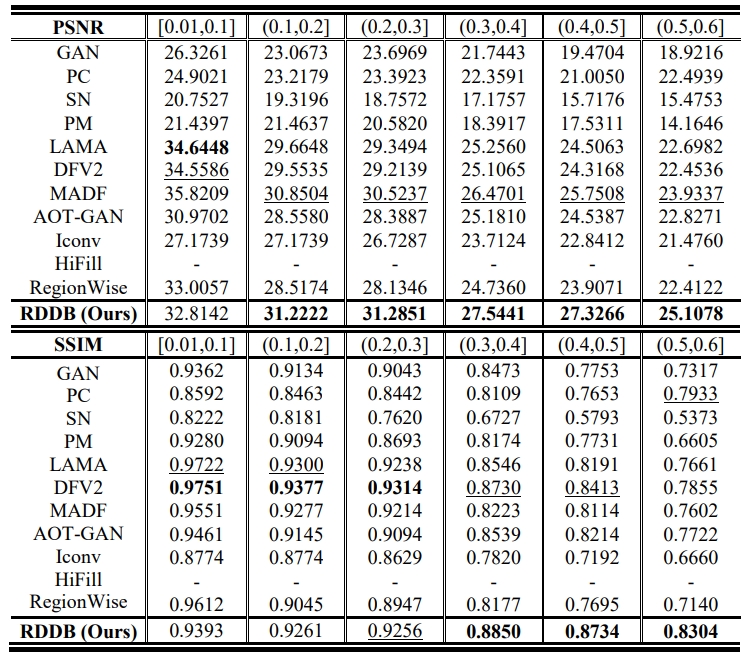 PSNR [0.01,0.1] (0.1,0.2] (0.2,0.3] (0.3,0.4] (0.4,0.5] (0.5,0.6]
GAN 26.3261 23.0673 23.6969 21.7443 19.4704 18.9216
PC 24.9021 23.2179 23.3923 22.3591 21.0050 22.4939
SN 20.7527 19.3196 18.7572 17.1757 15.7176 15.4753
PM 21.4397 21.4637 20.5820 18.3917 17.5311 14.1646
LAMA 34.6448 29.6648 29.3494 25.2560 24.5063 22.6982
DFV2 34.5586 29.5535 29.2139 25.1065 24.3168 22.4536
MADF 35.8209 30.8504 30.5237 26.4701 25.7508 23.9337
AOT-GAN 30.9702 28.5580 28.3887 25.1810 24.5387 22.8271
Iconv 27.1739 27.1739 26.7287 23.7124 22.8412 21.4760
HiFill - - - - - -
RegionWise 33.0057 28.5174 28.1346 24.7360 23.9071 22.4122
RDDB (Ours) 32.8142 31.2222 31.2851 27.5441 27.3266 25.1078
SSIM [0.01,0.1] (0.1,0.2] (0.2,0.3] (0.3,0.4] (0.4,0.5] (0.5,0.6]
GAN 0.9362 0.9134 0.9043 0.8473 0.7753 0.7317
PC 0.8592 0.8463 0.8442 0.8109 0.7653 0.7933
SN 0.8222 0.8181 0.7620 0.6727 0.5793 0.5373
PM 0.9280 0.9094 0.8693 0.8174 0.7731 0.6605
LAMA 0.9722 0.9300 0.9238 0.8546 0.8191 0.7661
DFV2 0.9751 0.9377 0.9314 0.8730 0.8413 0.7855
MADF 0.9551 0.9277 0.9214 0.8223 0.8114 0.7602
AOT-GAN 0.9461 0.9145 0.9094 0.8539 0.8214 0.7722
Iconv 0.8774 0.8774 0.8629 0.7820 0.7192 0.6660
HiFill - - - - - -
RegionWise 0.9612 0.9045 0.8947 0.8177 0.7695 0.7140
RDDB (Ours) 0.9393 0.9261 0.9256 0.8850 0.8734 0.8304